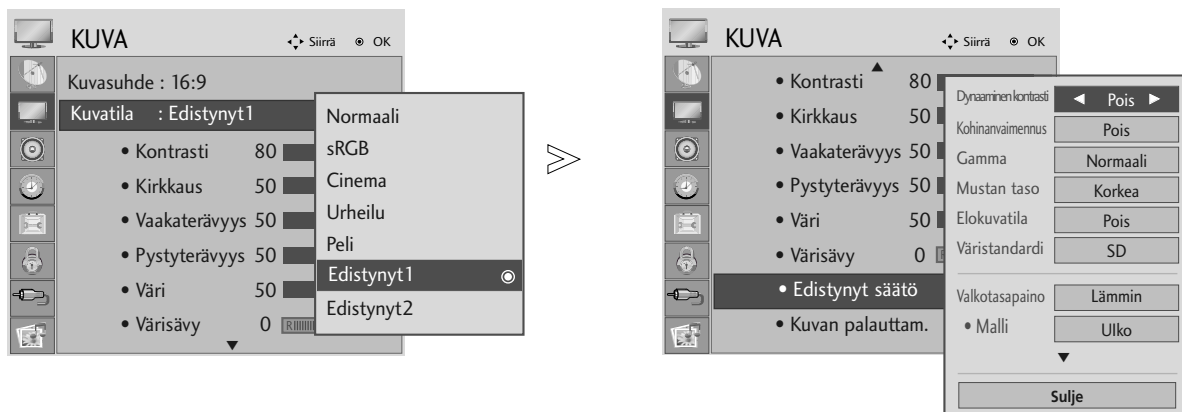 KUVA
Siirrä OK
Kuvasuhde : 16:9
Kuvatila : Edistynyt1
• Kontrasti 80
• Kirkkaus 50
• Vaakaterävyys 50
• Pystyterävyys 50
• Väri 50
• Värisävy 0 R
Normaali
sRGB
Cinema
Urheilu
Peli
Edistynyt1
Edistynyt2
KUVA
Siirrä OK
• Kontrasti 80
• Kirkkaus 50
• Vaakaterävyys 50
• Pystyterävyys 50
• Väri 50
• Värisävy 0
• Edistynyt säätö
• Kuvan palauttam.
Dynaaminen kontrasti ◄ Pois ►
Kohinanvaimennus Pois
Gamma Normaali
Mustan taso Korkea
Elokuvatila Pois
Väristandardi SD
Valkotasapaino Lämmin
• Malli Ulko
Sulje